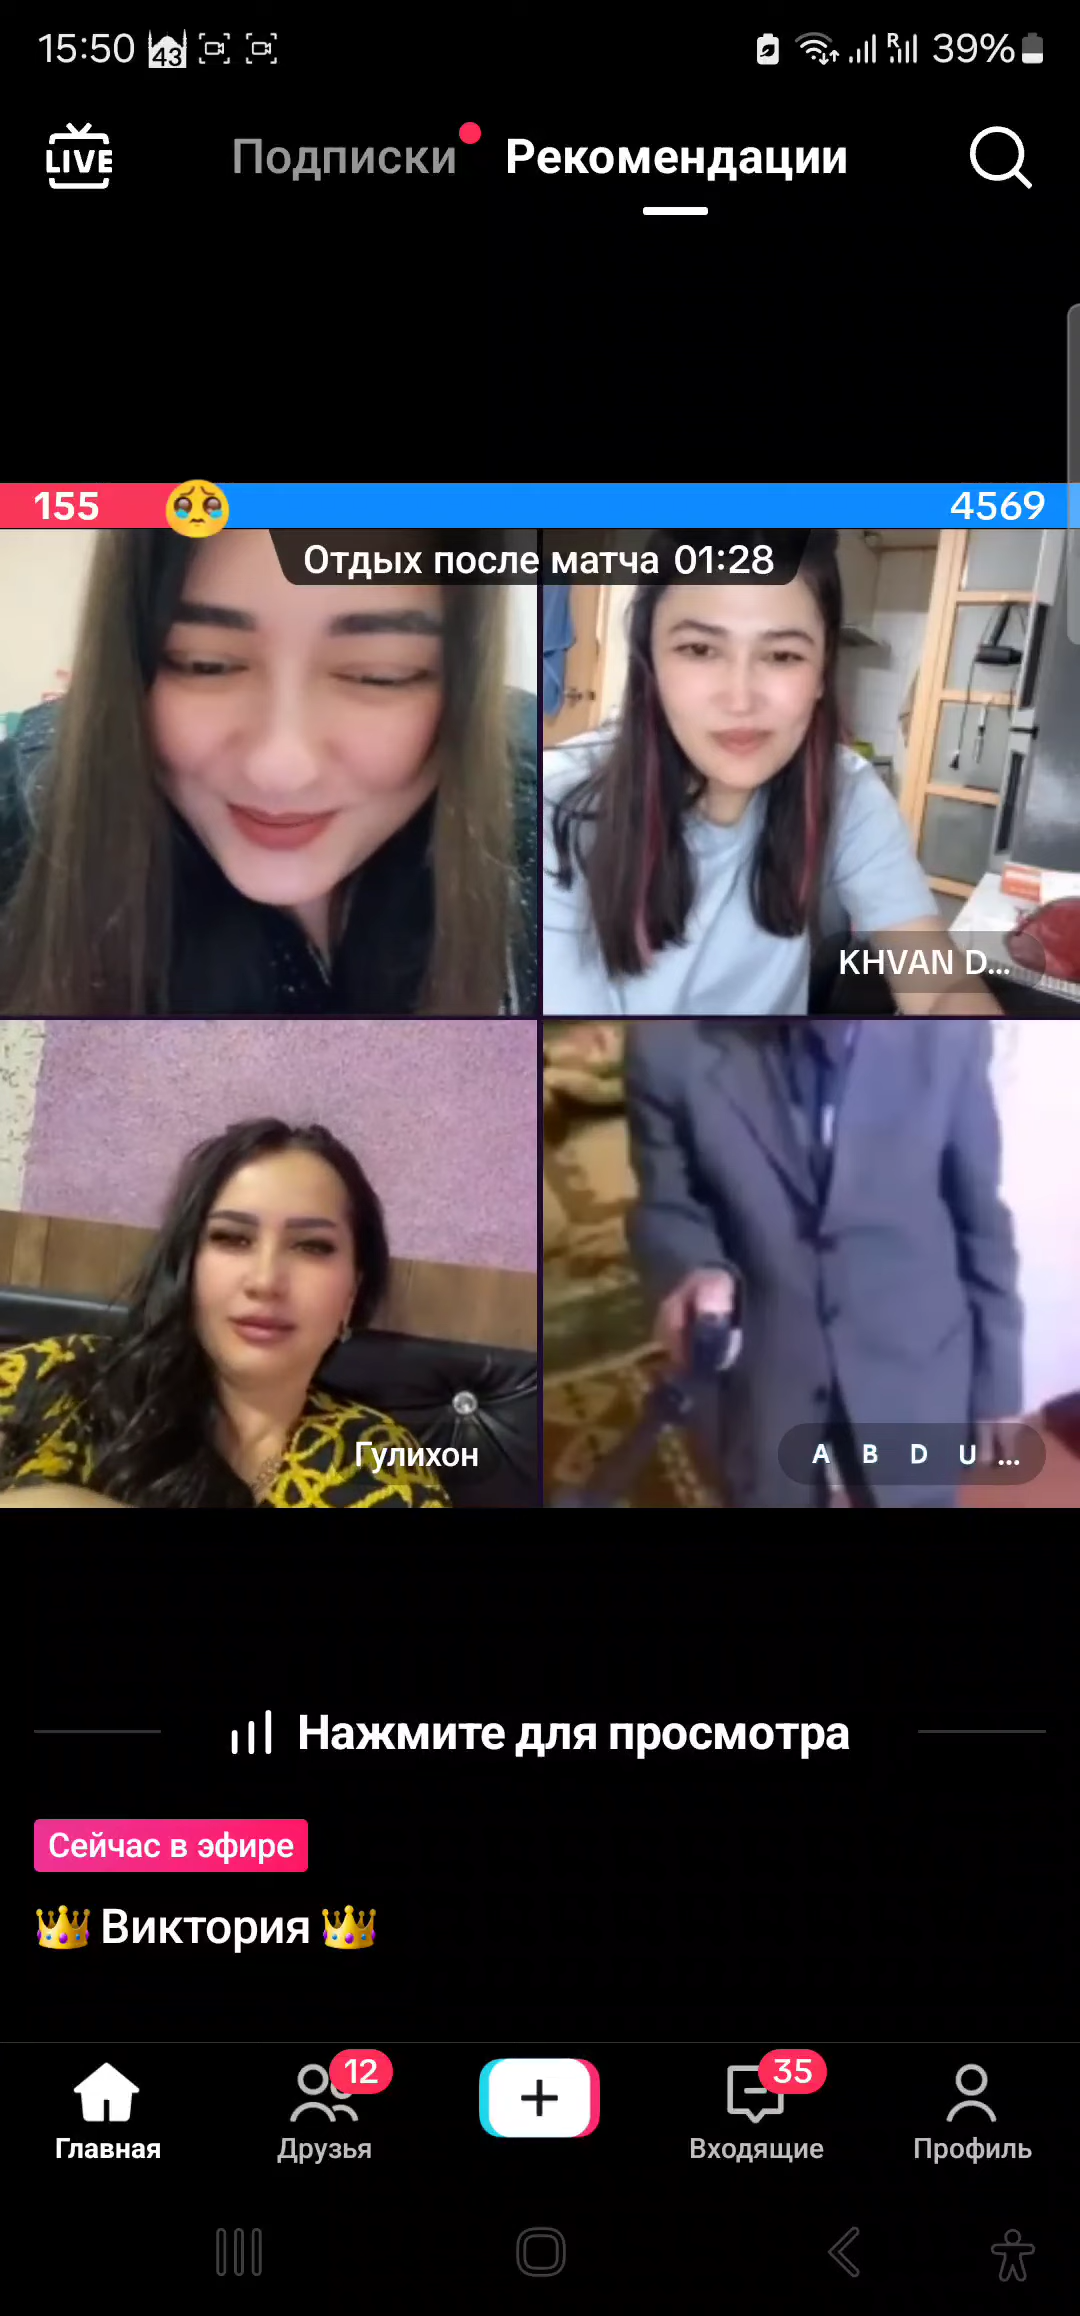 15:50 43 R 39%
LIVE Подписки Рекомендации
155 4569
Отдых после матча 01:28
KHVAN D...
Гулихон
A B D U ...
Нажмите для просмотра
Сейчас в эфире
👑 Виктория 👑
12 35
Главная Друзья Входящие Профиль